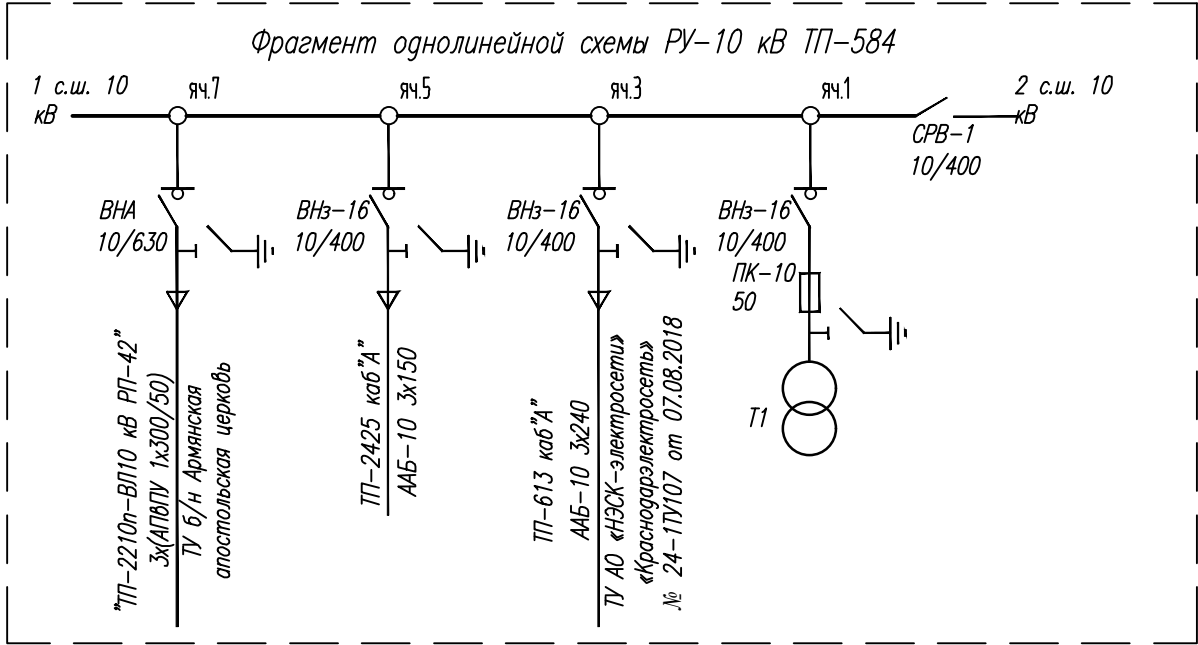 Фрагмент однолинейной схемы РУ-10 кВ ТП-584
1 с.ш. 10
кВ
яч.7
яч.5
яч.3
яч.1
2 с.ш. 10
кВ
СРВ-1
10/400
ВНА
10/630
ВНз-16
10/400
ВНз-16
10/400
ВНз-16
10/400
ПК-10
50
Т1
"ТП-2210п-ВЛ10 кВ РП-42"
3х(АПвПУ 1х300/50)
ТУ б/н Армянская
апостольская церковь
ТП-2425 каб"А"
ААБ-10 3х150
ТП-613 каб"А"
ААБ-10 3х240
ТУ АО «НЭСК-электросети»
«Краснодарэлектросеть»
№ 24-1ТУ107 от 07.08.2018